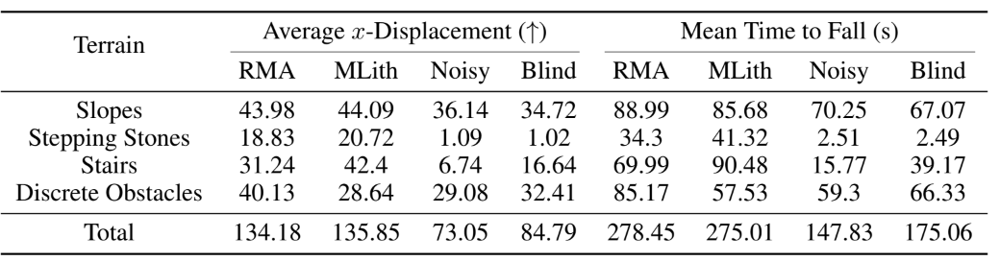 Terrain Average x-Displacement (↑) Mean Time to Fall (s)
RMA MLith Noisy Blind RMA MLith Noisy Blind
Slopes 43.98 44.09 36.14 34.72 88.99 85.68 70.25 67.07
Stepping Stones 18.83 20.72 1.09 1.02 34.3 41.32 2.51 2.49
Stairs 31.24 42.4 6.74 16.64 69.99 90.48 15.77 39.17
Discrete Obstacles 40.13 28.64 29.08 32.41 85.17 57.53 59.3 66.33
Total 134.18 135.85 73.05 84.79 278.45 275.01 147.83 175.06